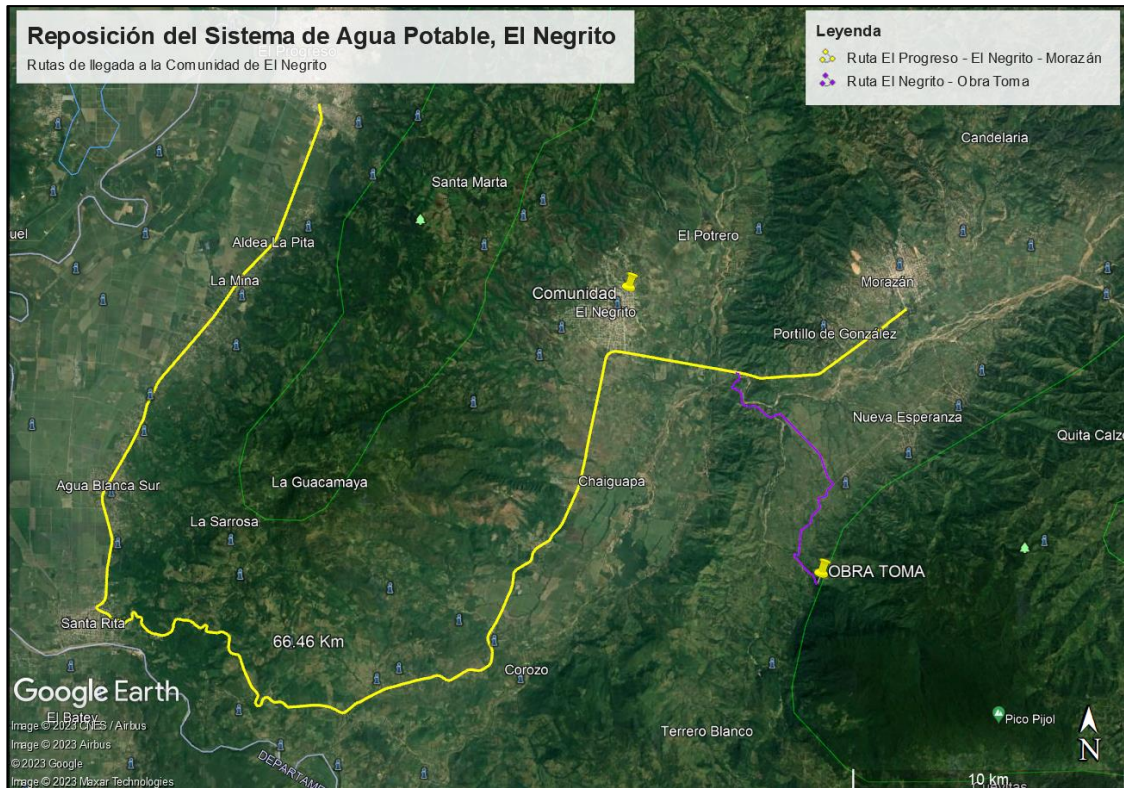 Reposición del Sistema de Agua Potable, El Negrito
Rutas de llegada a la Comunidad de El Negrito
Leyenda
Ruta El Progreso - El Negrito - Morazán
Ruta El Negrito - Obra Toma
El Progreso
Candelaria
Santa Marta
uel
El Potrero
Aldea La Pita
La Mina
Morazán
Comunidad
El Negrito
Portillo de González
Nueva Esperanza
Quita Calz
Agua Blanca Sur
La Guacamaya
Chaiguapa
La Sarrosa
OBRA TOMA
Santa Rita
66.46 Km
Corozo
Google Earth
El Batey
Pico Pijol
Terrero Blanco
N
Image © 2023 CNES / Airbus
Image © 2023 Airbus
© 2023 Google
Image © 2023 Maxar Technologies
DEPARTAM
10 km